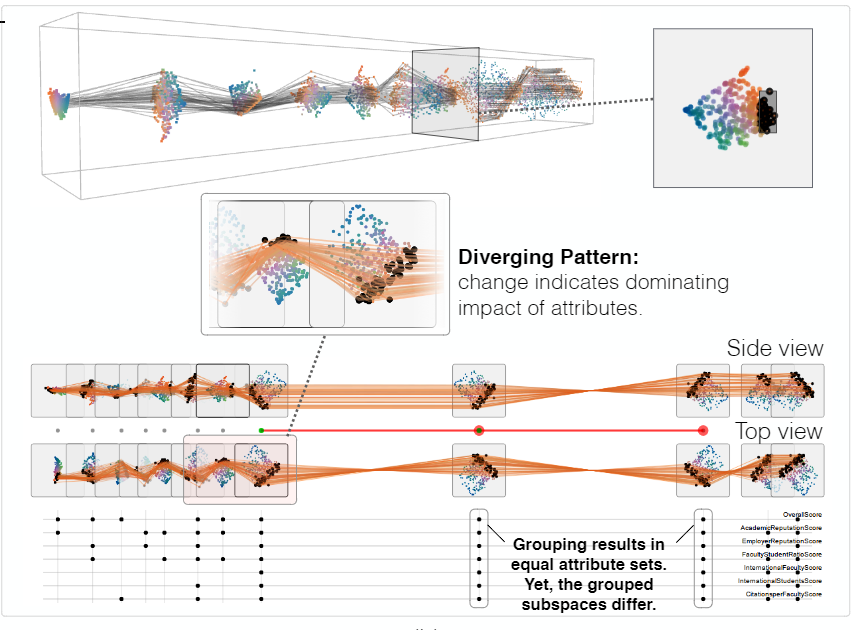 Diverging Pattern:
change indicates dominating
impact of attributes.
Side view
Top view
OverallScore
AcademicReputationScore
EmployerReputationScore
FacultyStudentRatioScore
InternationalFacultyScore
InternationalStudentsScore
CitationsperFacultyScore
Grouping results in
equal attribute sets.
Yet, the grouped
subspaces differ.